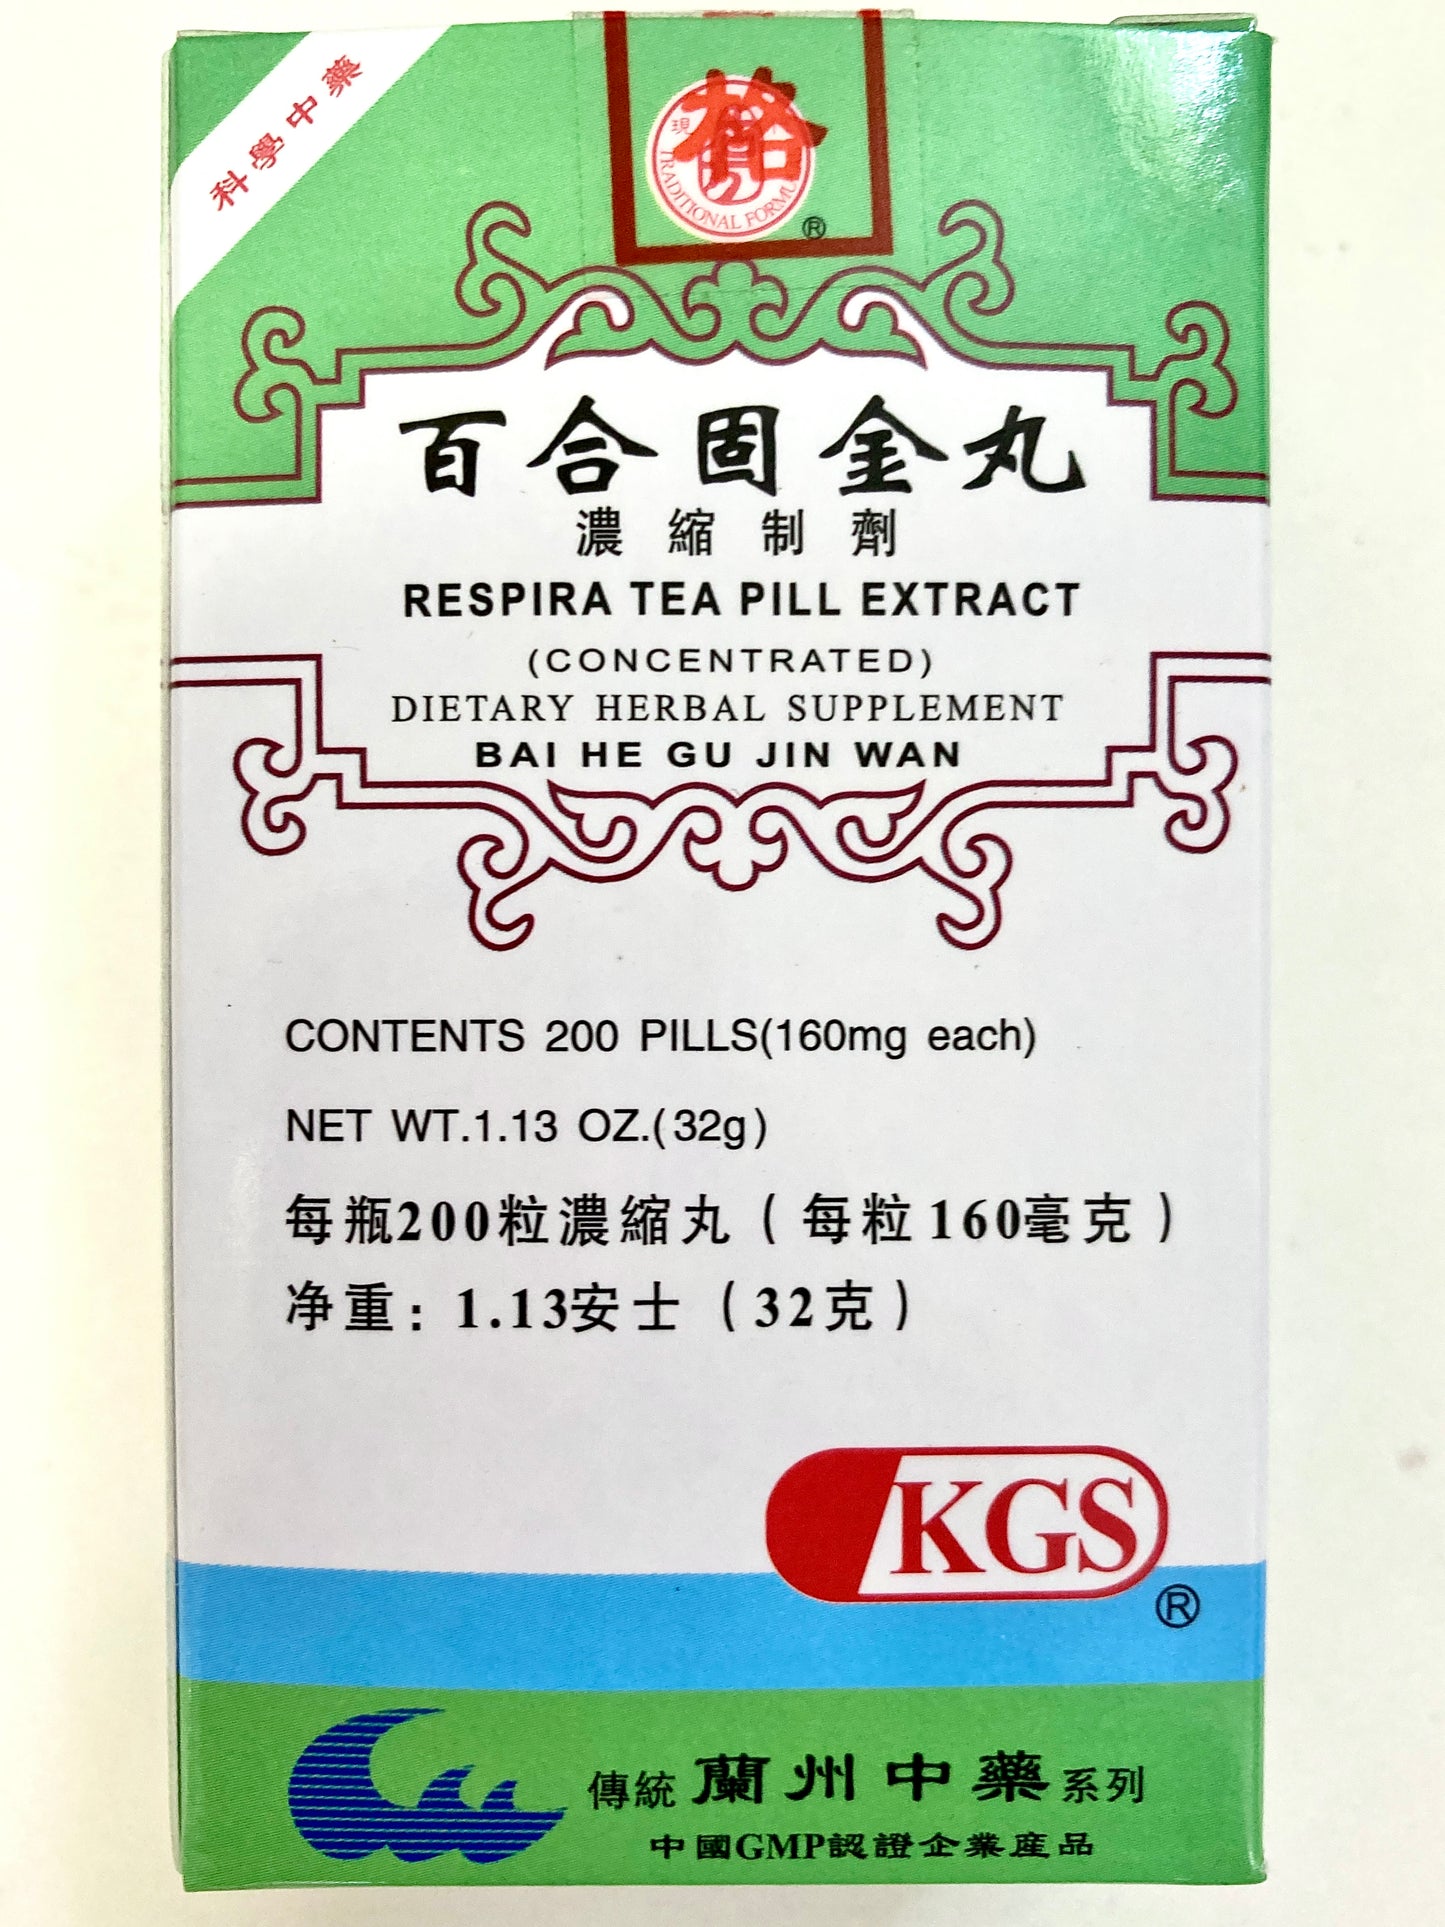 科學中藥
現
TRADITIONAL FORMU
®
百合固金丸
濃縮制劑
RESPIRA TEA PILL EXTRACT
(CONCENTRATED)
DIETARY HERBAL SUPPLEMENT
BAI HE GU JIN WAN
CONTENTS 200 PILLS(160mg each)
NET WT.1.13 OZ.(32g)
每瓶200粒濃縮丸（每粒160毫克）
净重：1.13安士（32克）
KGS
®
傳統 蘭州中藥系列
中國GMP認證企業産品